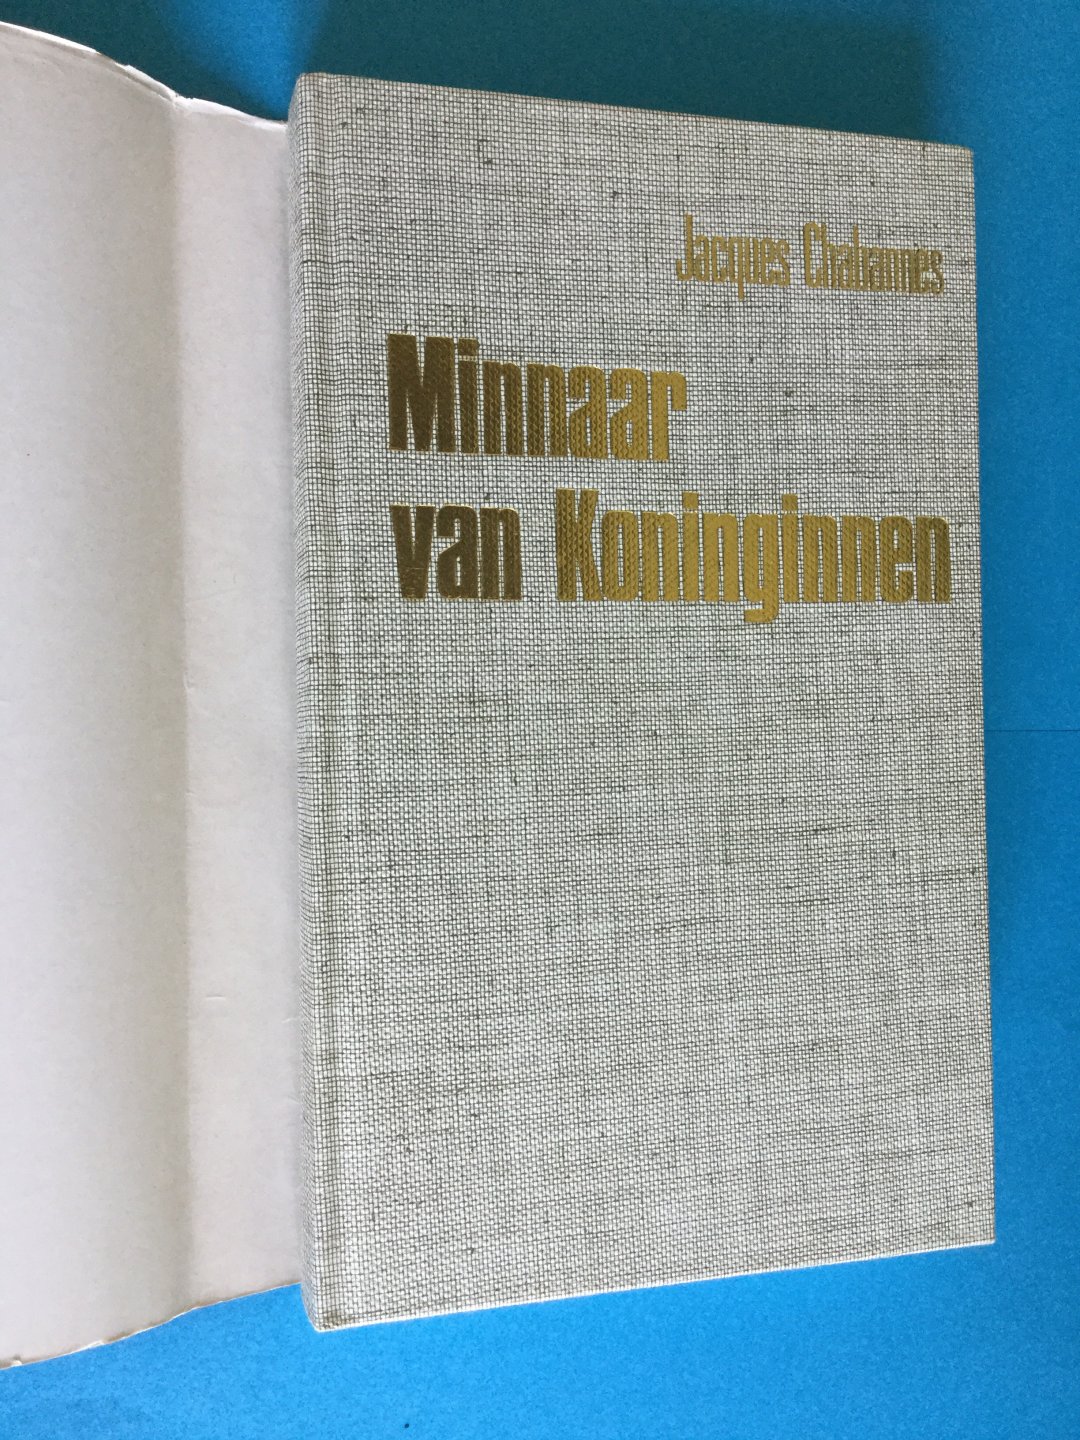 Jacques Chabannes
Minnaar
van Koninginnen